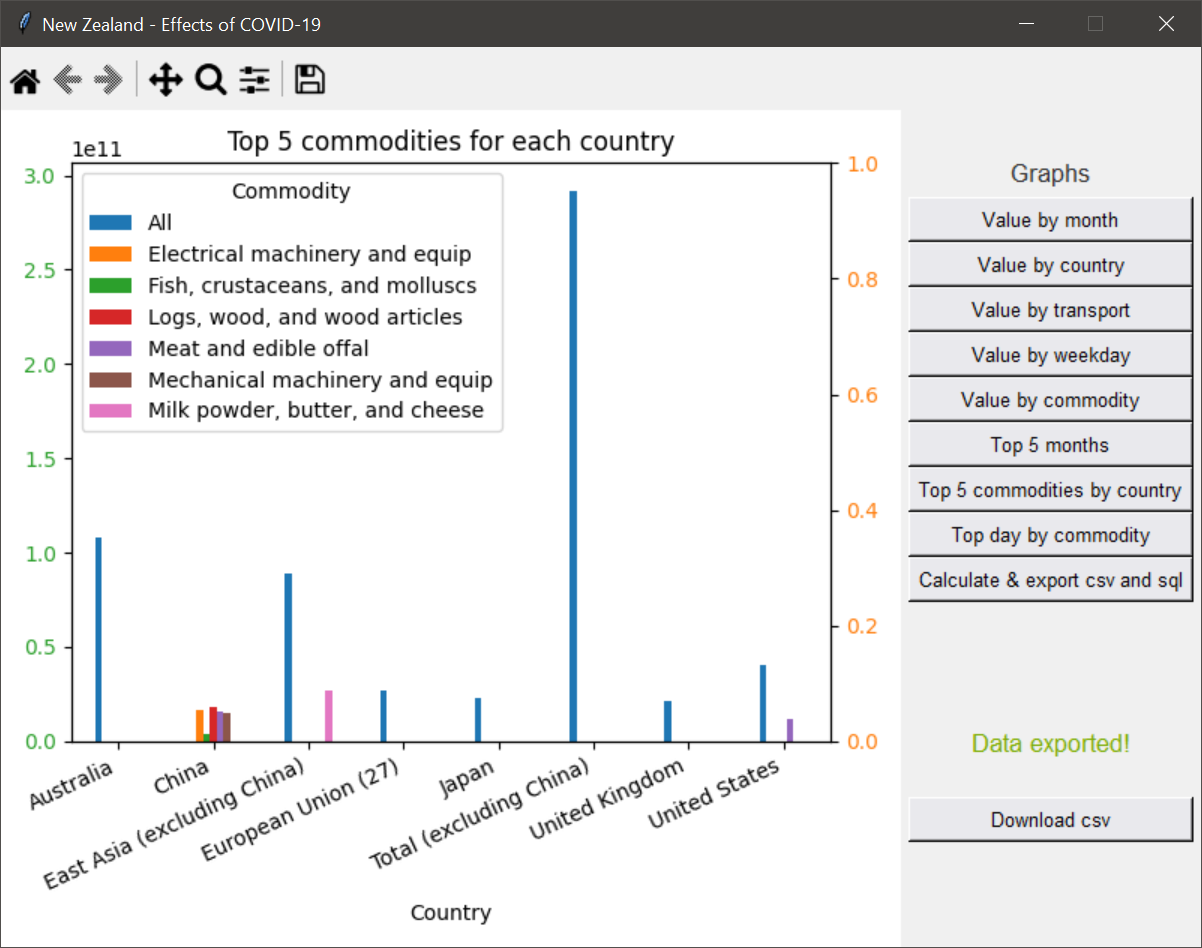 New Zealand - Effects of COVID-19
Top 5 commodities for each country
1e11
3.0
2.5
2.0
1.5
1.0
0.5
0.0
Commodity
All
Electrical machinery and equip
Fish, crustaceans, and molluscs
Logs, wood, and wood articles
Meat and edible offal
Mechanical machinery and equip
Milk powder, butter, and cheese
1.0
0.8
0.6
0.4
0.2
0.0
Australia
China
East Asia (excluding China)
European Union (27)
Japan
Total (excluding China)
United Kingdom
United States
Country
Graphs
Value by month
Value by country
Value by transport
Value by weekday
Value by commodity
Top 5 months
Top 5 commodities by country
Top day by commodity
Calculate & export csv and sql
Data exported!
Download csv